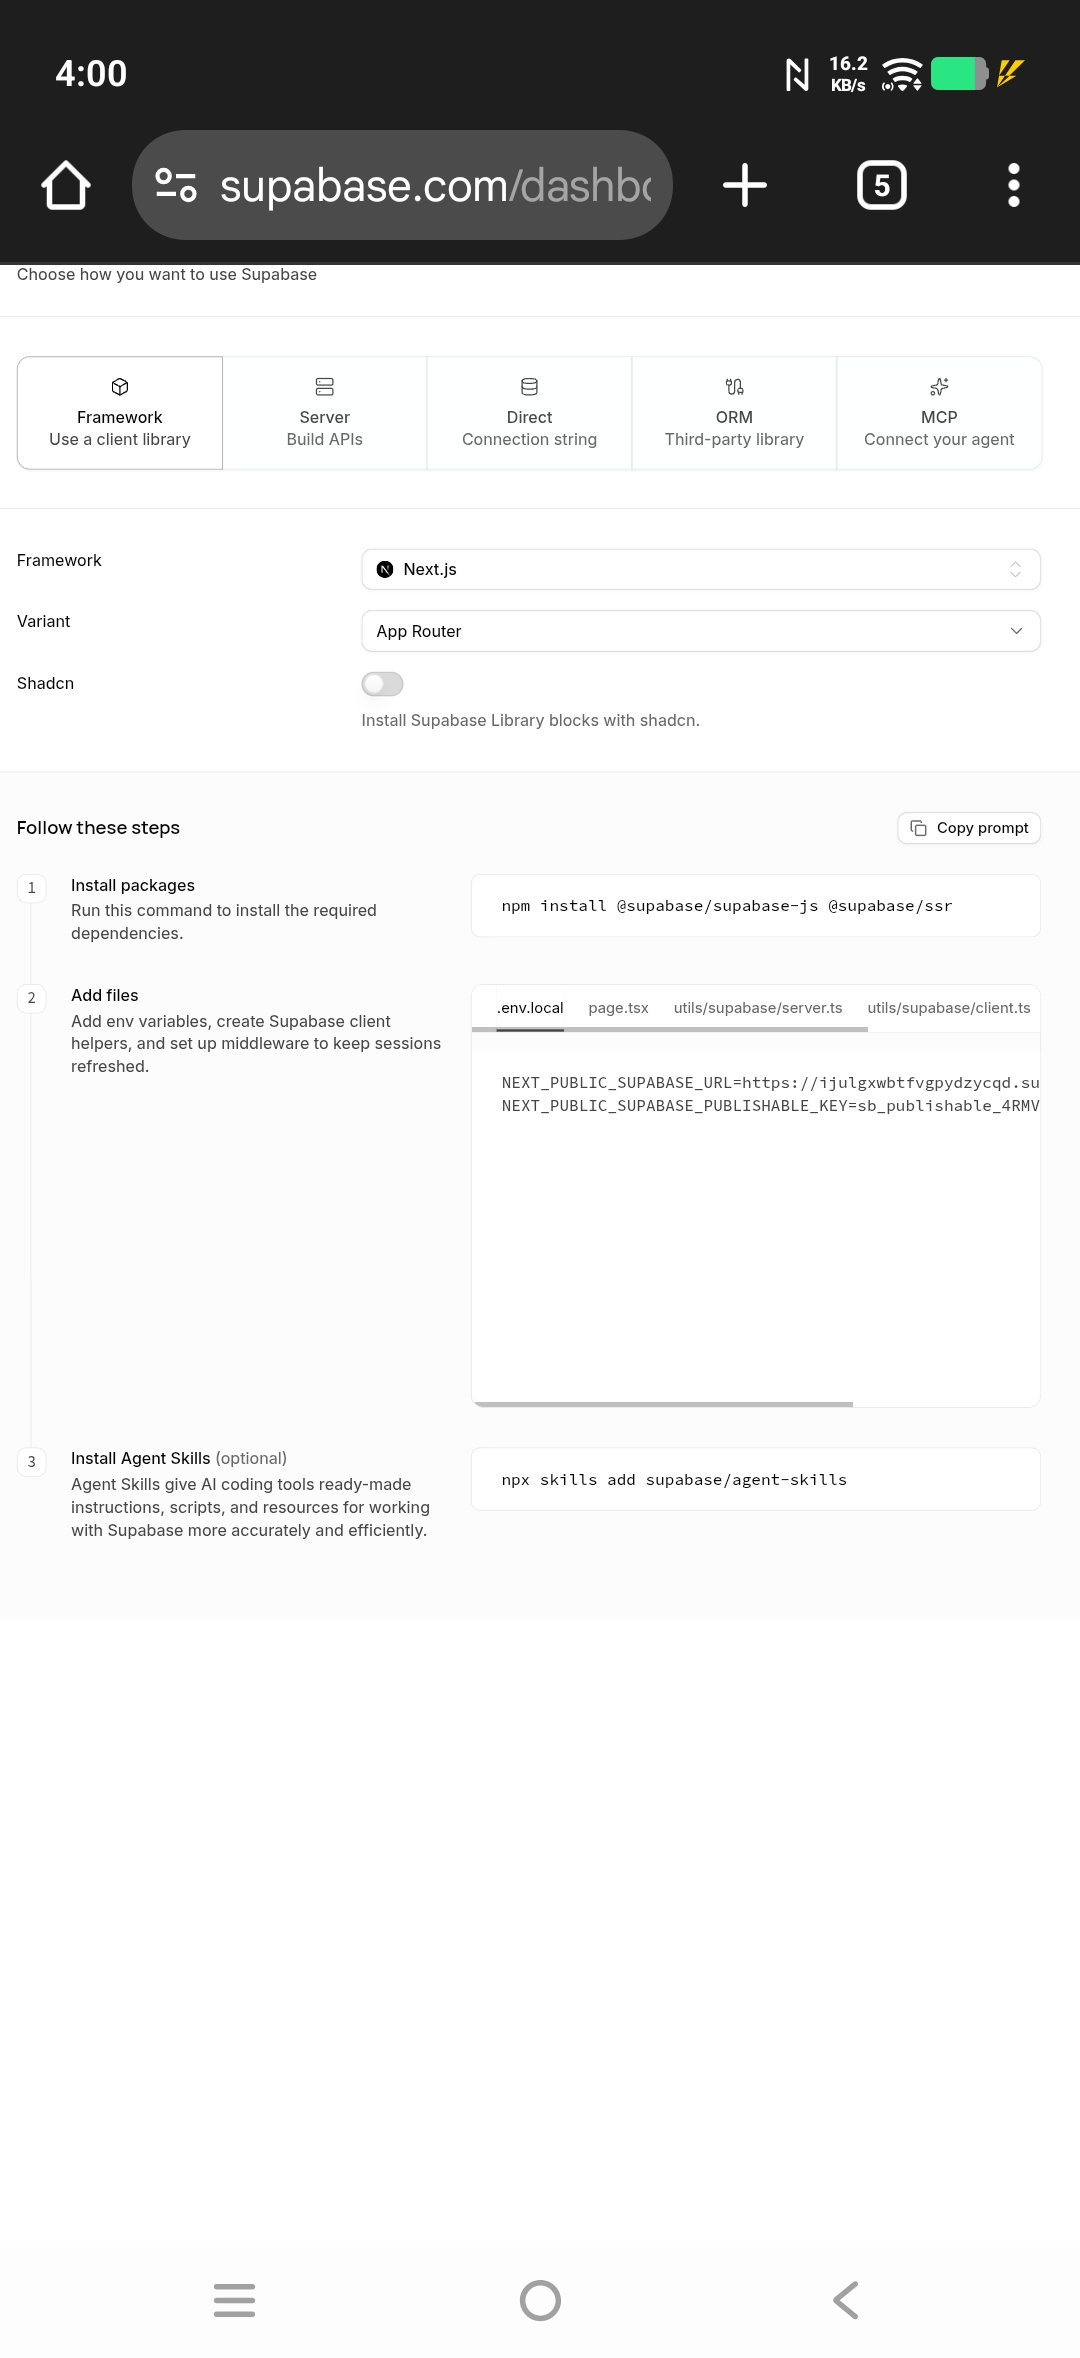 4:00
16.2
KB/s
supabase.com/dashbo
5
Choose how you want to use Supabase
Framework
Use a client library
Server
Build APIs
Direct
Connection string
ORM
Third-party library
MCP
Connect your agent
Framework
Next.js
Variant
App Router
Shadcn
Install Supabase Library blocks with shadcn.
Follow these steps
Copy prompt
1
Install packages
Run this command to install the required
dependencies.
npm install @supabase/supabase-js @supabase/ssr
2
Add files
Add env variables, create Supabase client
helpers, and set up middleware to keep sessions
refreshed.
.env.local page.tsx utils/supabase/server.ts utils/supabase/client.ts
NEXT_PUBLIC_SUPABASE_URL=https://ijulgxwbtfvgpydzycqd.su
NEXT_PUBLIC_SUPABASE_PUBLISHABLE_KEY=sb_publishable_4RMV
3
Install Agent Skills (optional)
Agent Skills give AI coding tools ready-made
instructions, scripts, and resources for working
with Supabase more accurately and efficiently.
npx skills add supabase/agent-skills